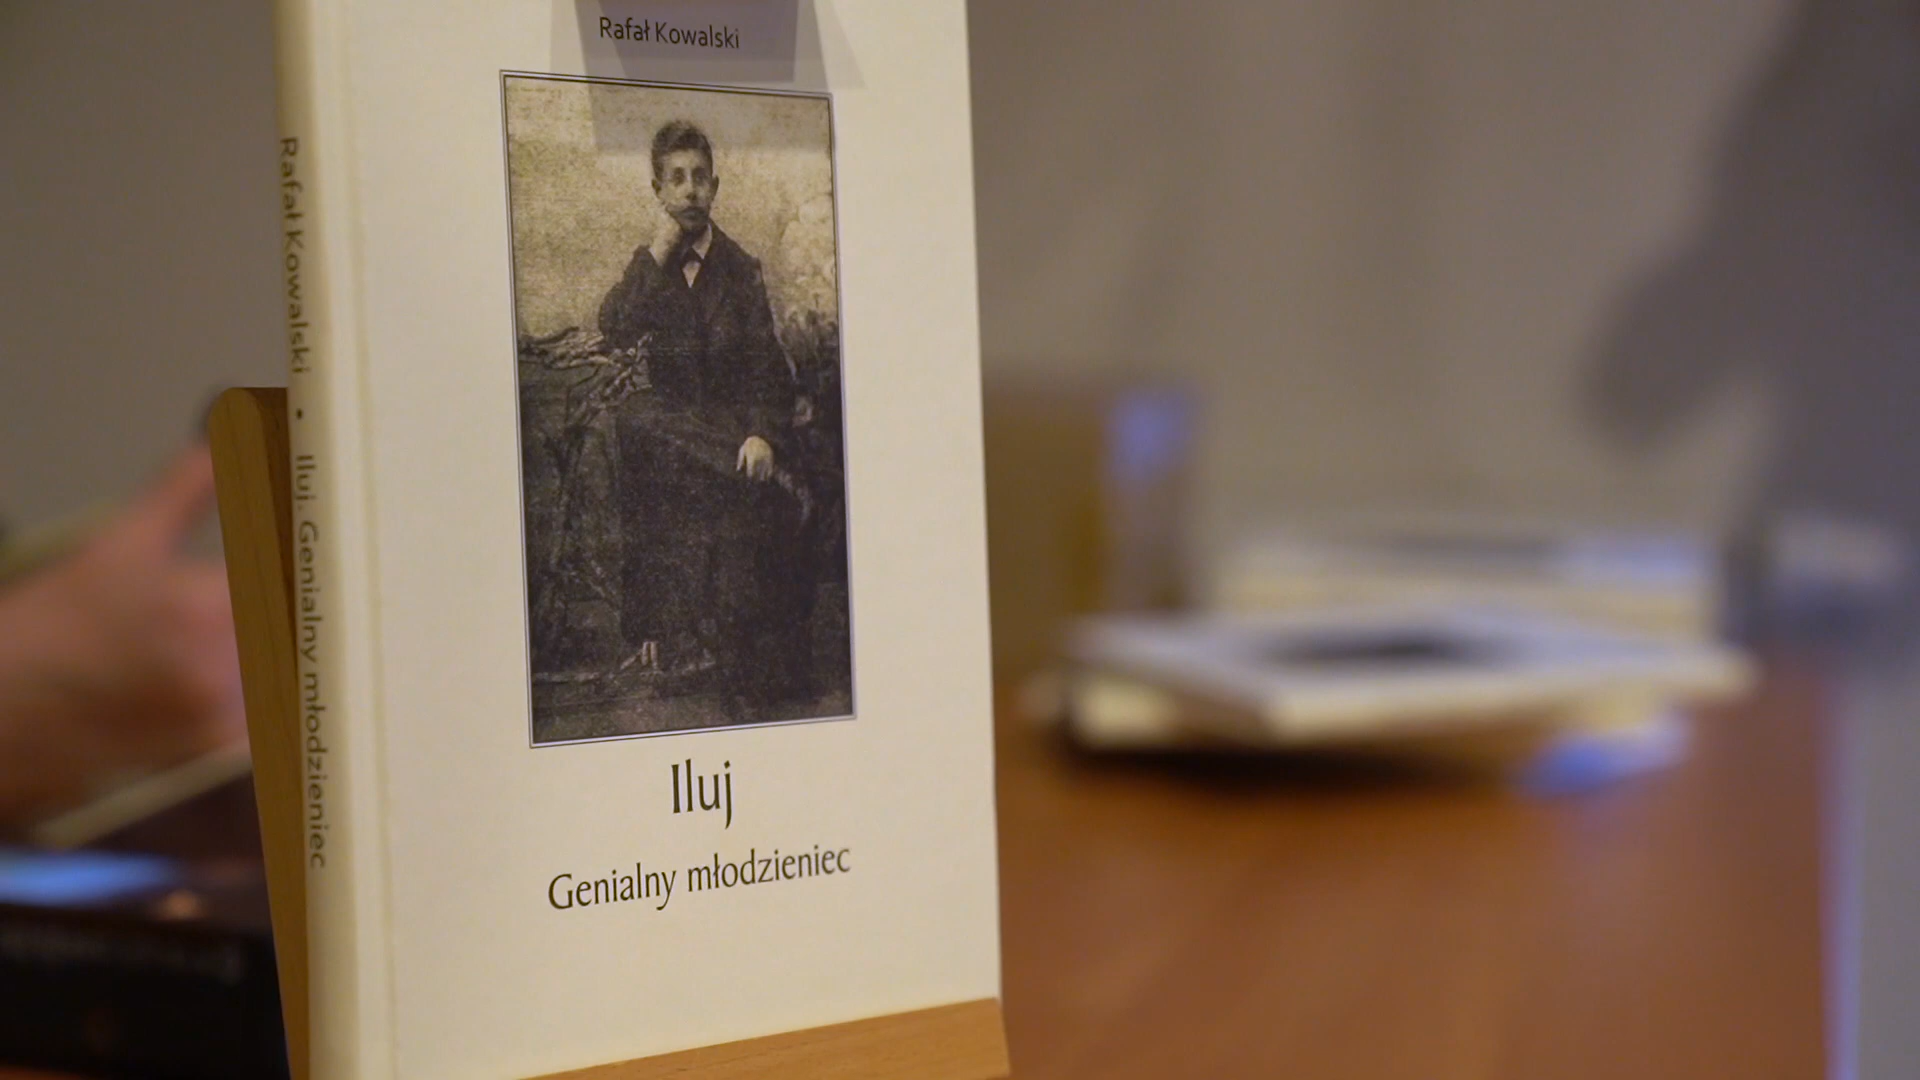 Rafał Kowalski
Iluj
Genialny młodzieniec
Rafał Kowalski • Iluj. Genialny młodzieniec